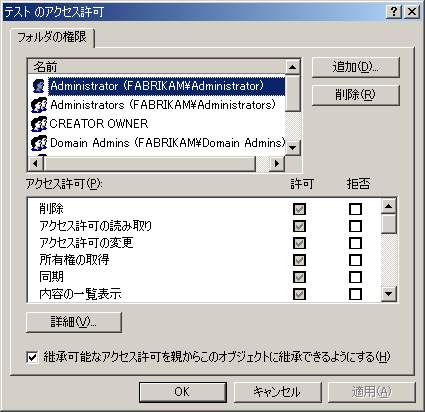 テスト のアクセス許可
フォルダの権限
名前
追加(D)...
Administrator (FABRIKAM¥Administrator)
削除(R)
Administrators (FABRIKAM¥Administrators)
CREATOR OWNER
Domain Admins (FABRIKAM¥Domain Admins)
アクセス許可(P): 許可 拒否
削除
アクセス許可の読み取り
アクセス許可の変更
所有権の取得
同期
内容の一覧表示
詳細(V)...
継承可能なアクセス許可を親からこのオブジェクトに継承できるようにする(H)
OK キャンセル 適用(A)